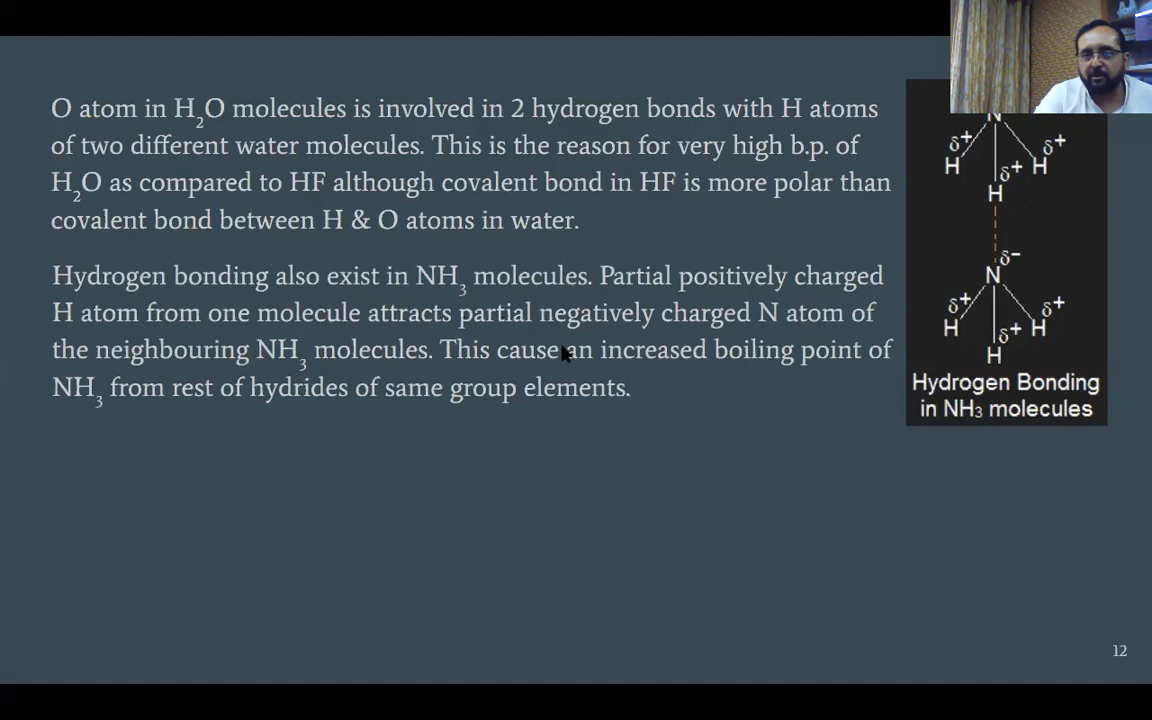 O atom in H₂O molecules is involved in 2 hydrogen bonds with H atoms
of two different water molecules. This is the reason for very high b.p. of
H₂O as compared to HF although covalent bond in HF is more polar than
covalent bond between H & O atoms in water.
Hydrogen bonding also exist in NH₃ molecules. Partial positively charged
H atom from one molecule attracts partial negatively charged N atom of
the neighbouring NH₃ molecules. This cause an increased boiling point of
NH₃ from rest of hydrides of same group elements.
N
δ+ δ+
H δ+ H
H
δ-
N
δ+ δ+
H δ+ H
H
Hydrogen Bonding
in NH₃ molecules
12